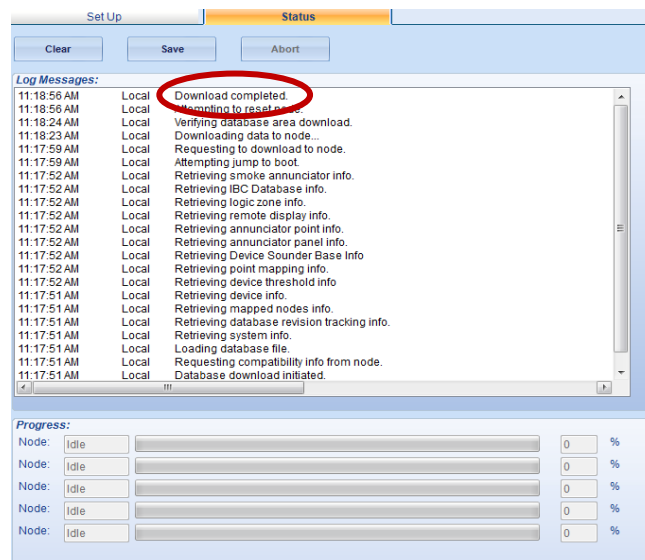 Set Up Status
Clear Save Abort
Log Messages:
11:18:56 AM Local Download completed.
11:18:56 AM Local Attempting to reset node.
11:18:24 AM Local Verifying database area download.
11:18:23 AM Local Downloading data to node...
11:17:59 AM Local Requesting to download to node.
11:17:59 AM Local Attempting jump to boot.
11:17:52 AM Local Retrieving smoke annunciator info.
11:17:52 AM Local Retrieving IBC Database info.
11:17:52 AM Local Retrieving logic zone info.
11:17:52 AM Local Retrieving remote display info.
11:17:52 AM Local Retrieving annunciator point info.
11:17:52 AM Local Retrieving annunciator panel info.
11:17:52 AM Local Retrieving Device Sounder Base Info
11:17:52 AM Local Retrieving point mapping info.
11:17:52 AM Local Retrieving device threshold info
11:17:51 AM Local Retrieving device info.
11:17:51 AM Local Retrieving mapped nodes info.
11:17:51 AM Local Retrieving database revision tracking info.
11:17:51 AM Local Retrieving system info.
11:17:51 AM Local Loading database file.
11:17:51 AM Local Requesting compatibility info from node.
11:17:51 AM Local Database download initiated.
Progress:
Node: Idle 0 %
Node: Idle 0 %
Node: Idle 0 %
Node: Idle 0 %
Node: Idle 0 %